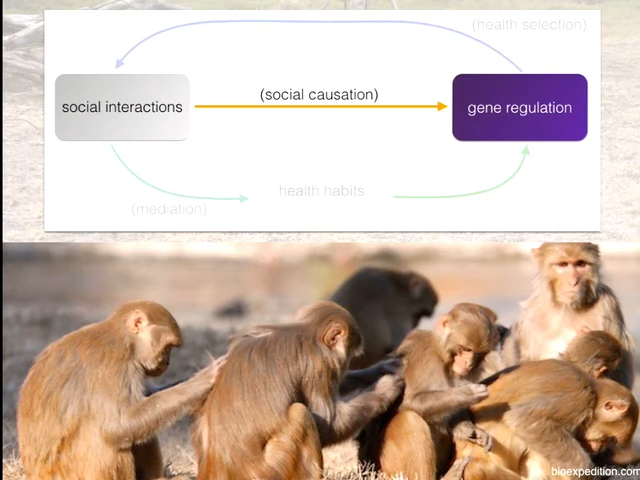 (health selection)
(social causation)
social interactions
gene regulation
health habits
(mediation)
bioexpedition.com